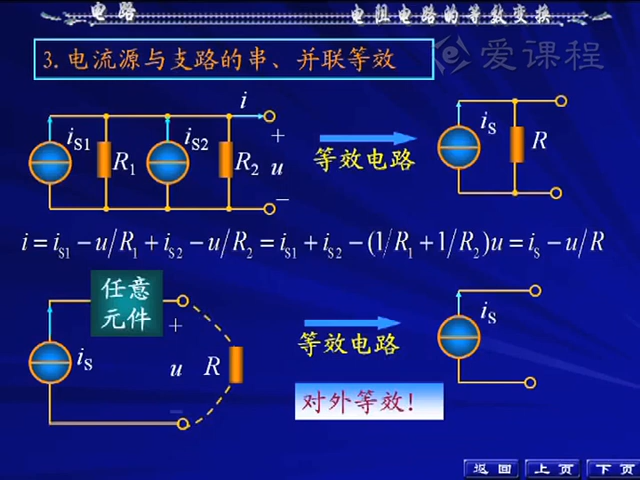 电路 电阻电路的等效变换
爱课程
3.电流源与支路的串、并联等效
i
iS1 R1 iS2 R2 + u −
等效电路
iS R
i = iS1 − u/R1 + iS2 − u/R2 = iS1 + iS2 − (1/R1 + 1/R2)u = iS − u/R
任意
元件
iS + u − R
等效电路
iS
对外等效!
返回 上页 下页